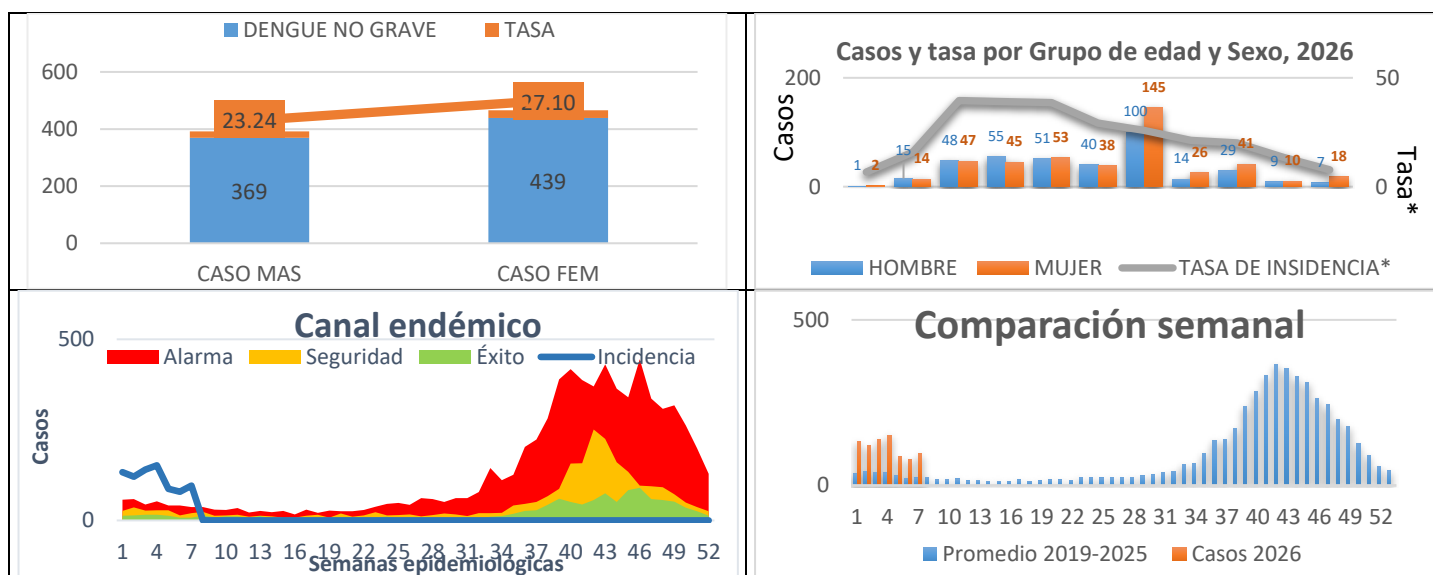 DENGUE NO GRAVE TASA
600
400
200
0
23.24
27.10
369
439
CASO MAS CASO FEM
Casos y tasa por Grupo de edad y Sexo, 2026
200
0
Casos
50
0
Tasa*
1 2 15 14 48 47 55 45 51 53 40 38 100 145 14 26 29 41 9 10 7 18
HOMBRE MUJER TASA DE INSIDENCIA*
Canal endémico
500
0
Alarma Seguridad Éxito Incidencia
Casos
1 4 7 10 13 16 19 22 25 28 31 34 37 40 43 46 49 52
Semanas epidemiológicas
Comparación semanal
500
0
1 4 7 10 13 16 19 22 25 28 31 34 37 40 43 46 49 52
Promedio 2019-2025 Casos 2026